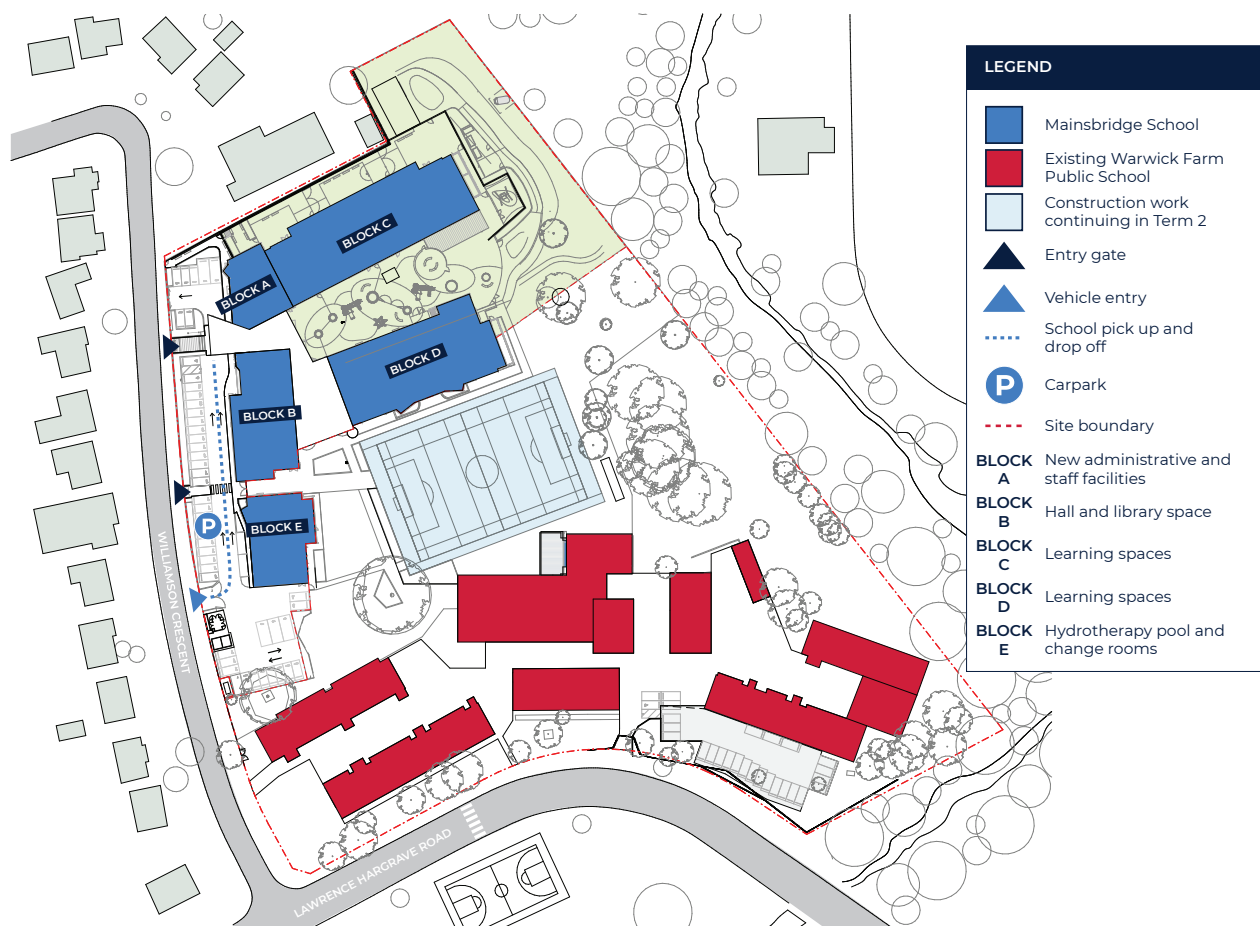 BLOCK C
BLOCK A
BLOCK D
BLOCK B
BLOCK E
P
WILLIAMSON CRESCENT
LAWRENCE HARGRAVE ROAD
LEGEND
Mainsbridge School
Existing Warwick Farm
Public School
Construction work
continuing in Term 2
Entry gate
Vehicle entry
School pick up and
drop off
P
Carpark
Site boundary
BLOCK
A
New administrative and
staff facilities
BLOCK
B
Hall and library space
BLOCK
C
Learning spaces
BLOCK
D
Learning spaces
BLOCK
E
Hydrotherapy pool and
change rooms